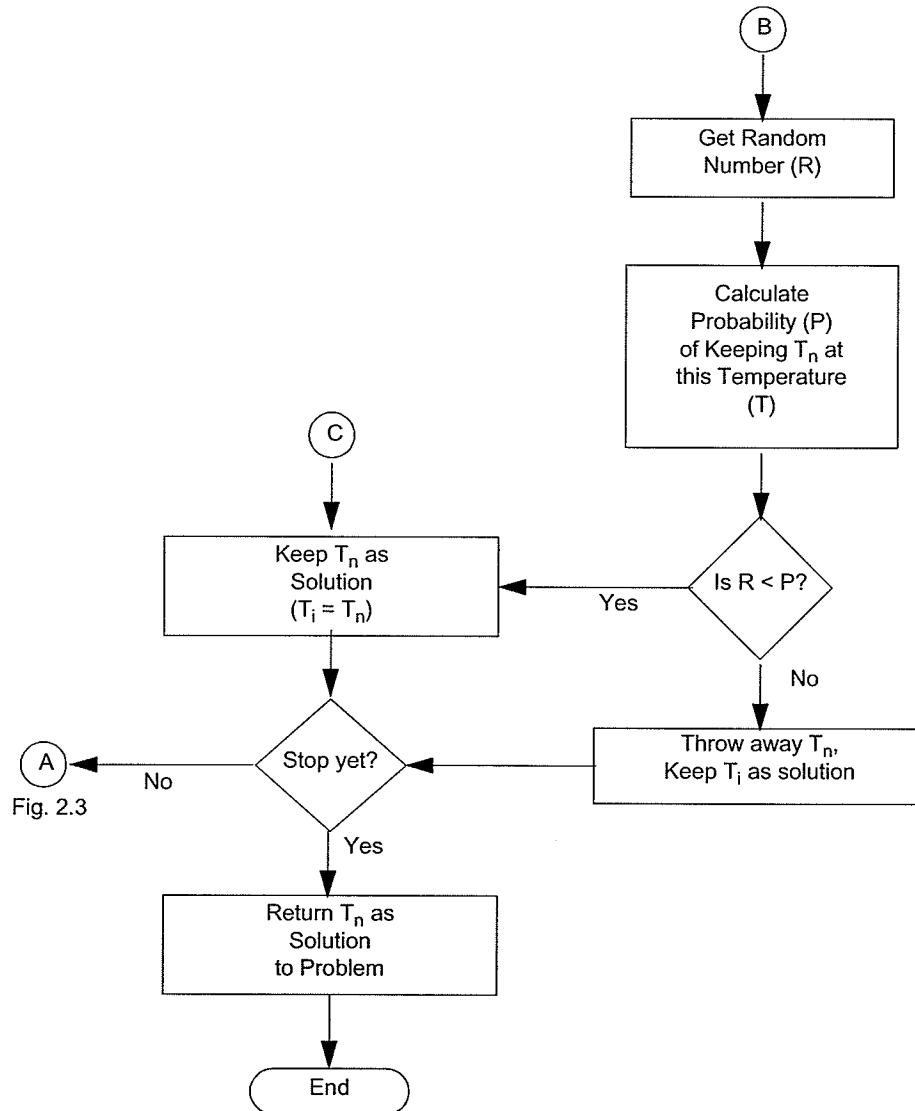 B
Get Random
Number (R)
Calculate
Probability (P)
of Keeping Tn at
this Temperature
(T)
C
Keep Tn as
Solution
(Ti = Tn)
Is R < P?
Yes
No
Throw away Tn,
Keep Ti as solution
Stop yet?
A
No
Fig. 2.3
Yes
Return Tn as
Solution
to Problem
End